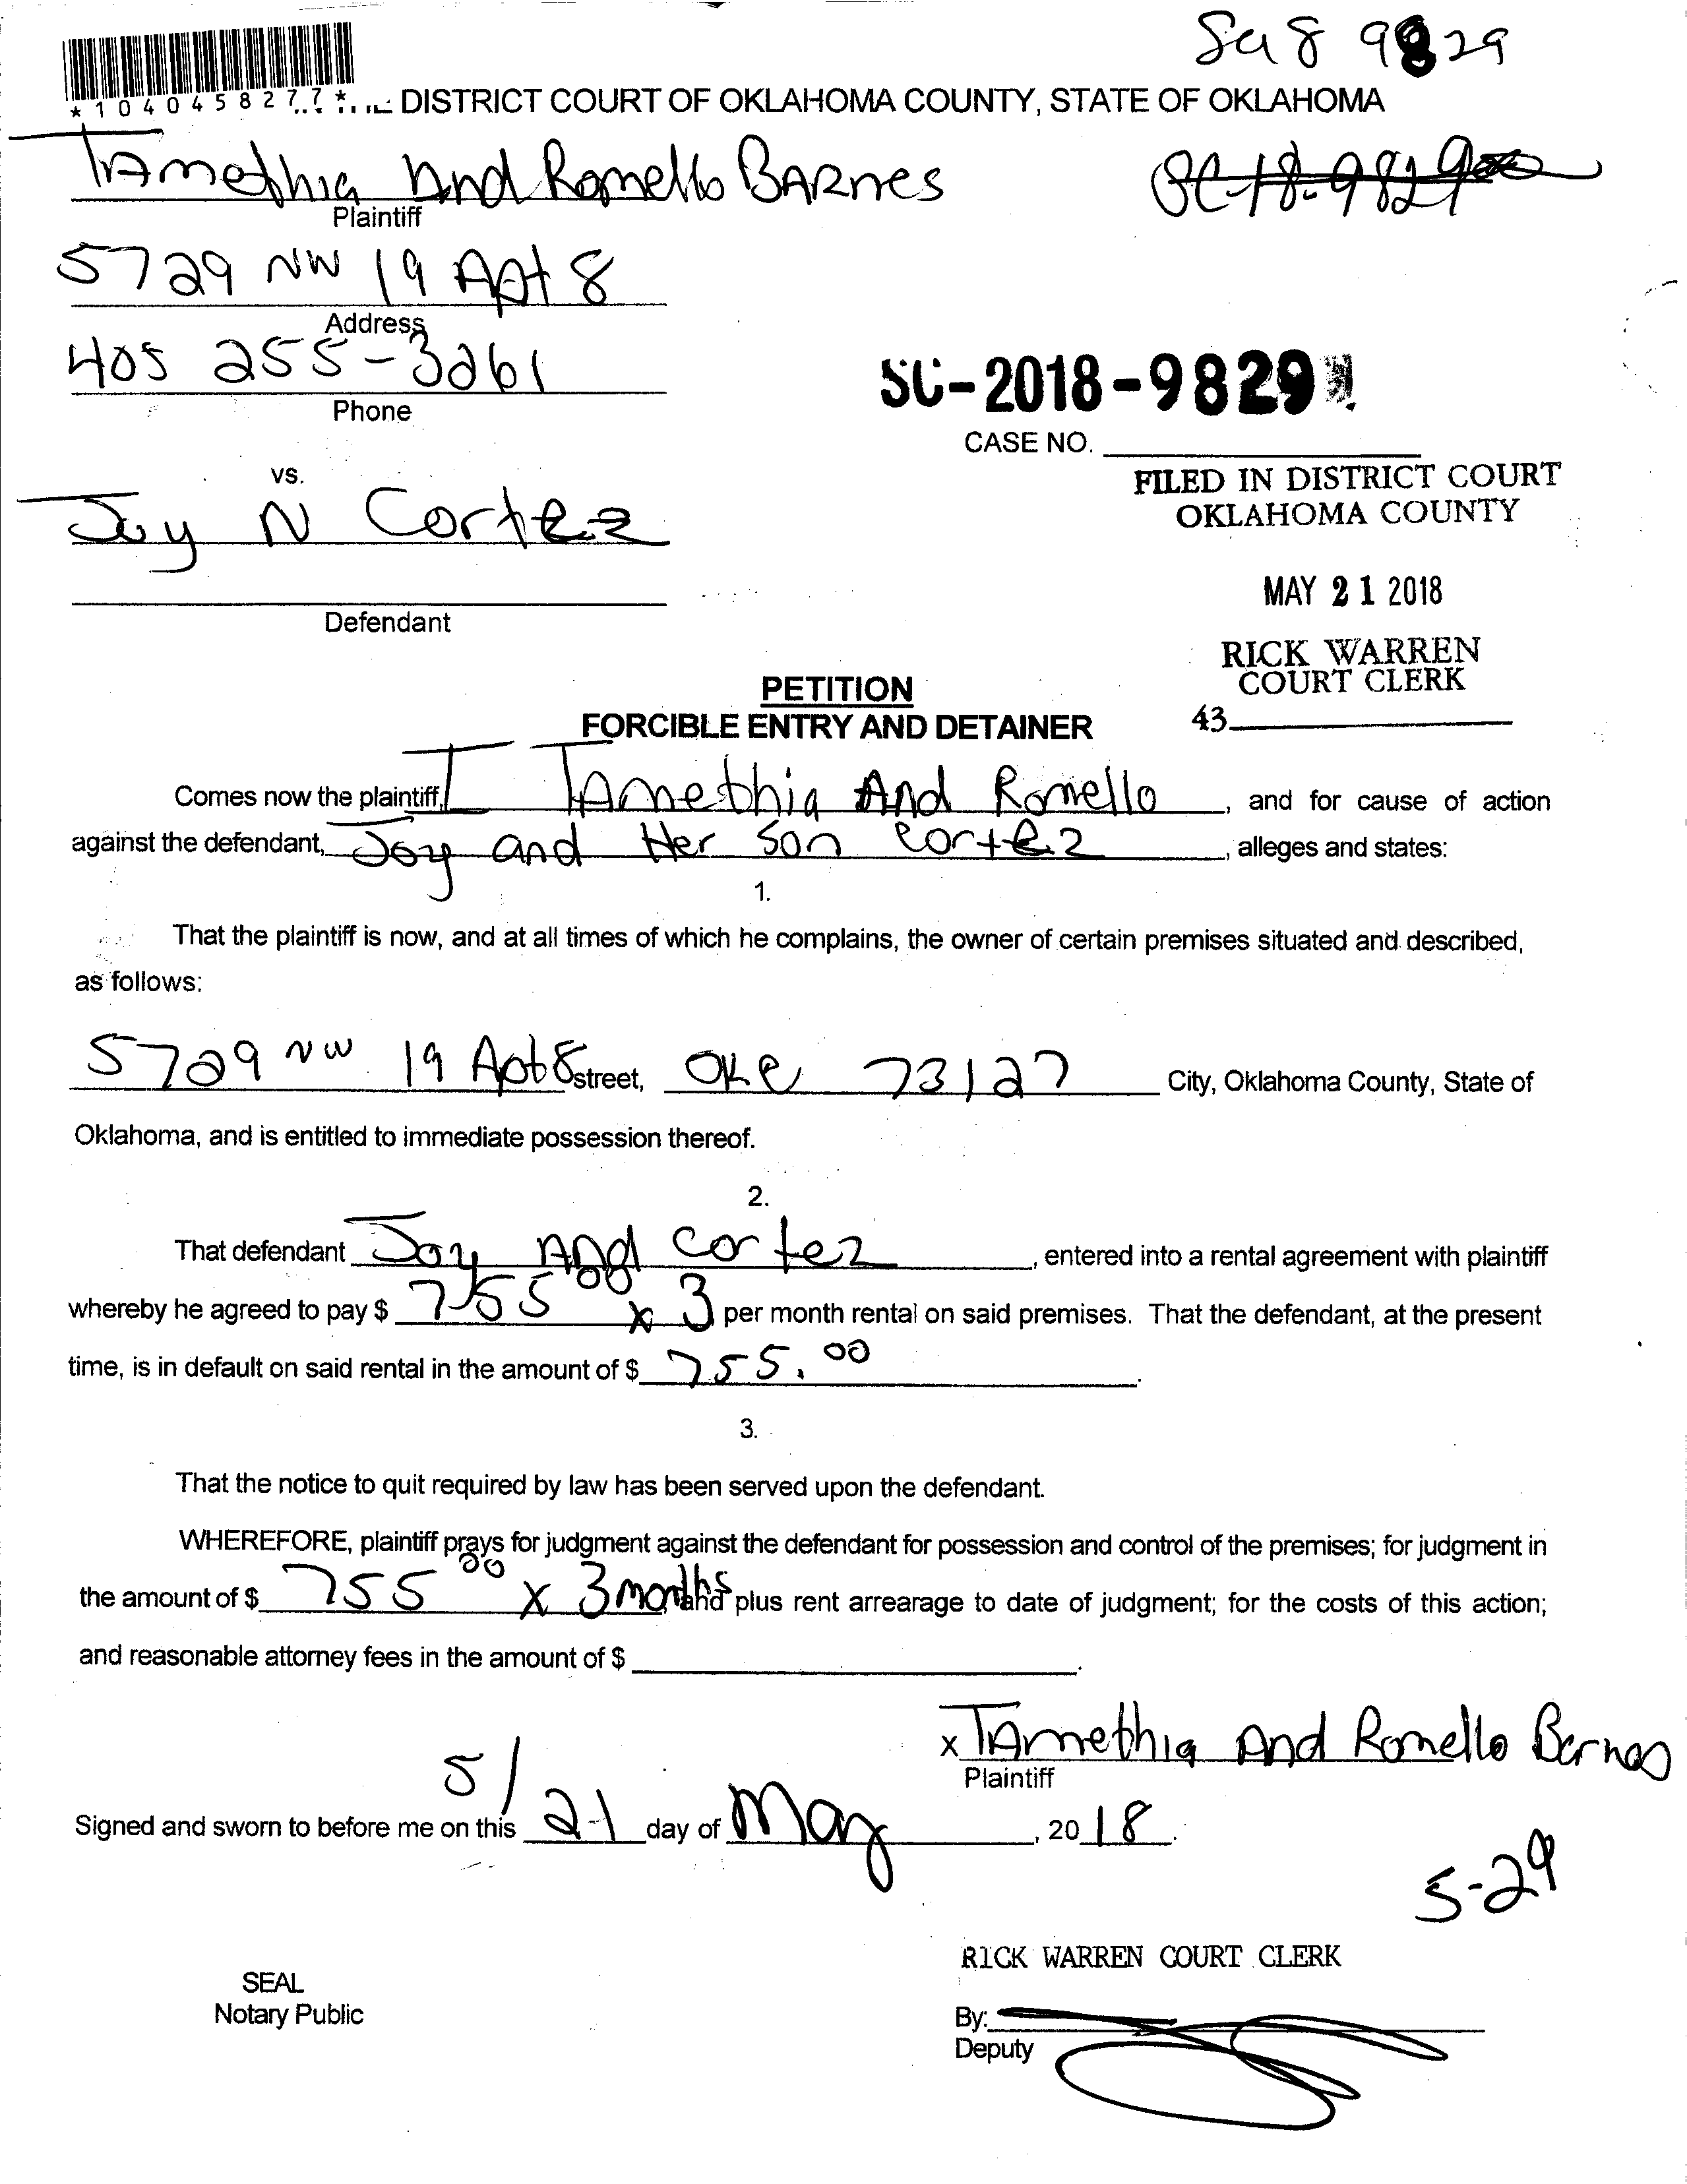 Sc18 9829
*1040458277*
DISTRICT COURT OF OKLAHOMA COUNTY, STATE OF OKLAHOMA
TAmethia And Romello BARnes
SC-18-9829
Plaintiff
5729 NW 19 Apt 8
Address
405 255-3261
Phone
SC-2018-9829
CASE NO.
vs.
FILED IN DISTRICT COURT
OKLAHOMA COUNTY
Joy N Cortez
MAY 21 2018
Defendant
RICK WARREN
COURT CLERK
PETITION
43
FORCIBLE ENTRY AND DETAINER
Comes now the plaintiff, I TAmethia And Romello, and for cause of action
against the defendant, Joy and Her Son Cortez, alleges and states:
1.
That the plaintiff is now, and at all times of which he complains, the owner of certain premises situated and described,
as follows:
5729 NW 19 Apt 8 street, OKC 73127 City, Oklahoma County, State of
Oklahoma, and is entitled to immediate possession thereof.
2.
That defendant Joy And Cortez, entered into a rental agreement with plaintiff
whereby he agreed to pay $ 755 00 x 3 per month rental on said premises. That the defendant, at the present
time, is in default on said rental in the amount of $ 755.00.
3.
That the notice to quit required by law has been served upon the defendant.
WHEREFORE, plaintiff prays for judgment against the defendant for possession and control of the premises; for judgment in
the amount of $ 755 00 x 3 months and plus rent arrearage to date of judgment; for the costs of this action;
and reasonable attorney fees in the amount of $
x TAmethia And Romello Barnes
Plaintiff
5/
Signed and sworn to before me on this 21 day of May, 2018.
5-29
RICK WARREN COURT CLERK
SEAL
Notary Public
By:
Deputy